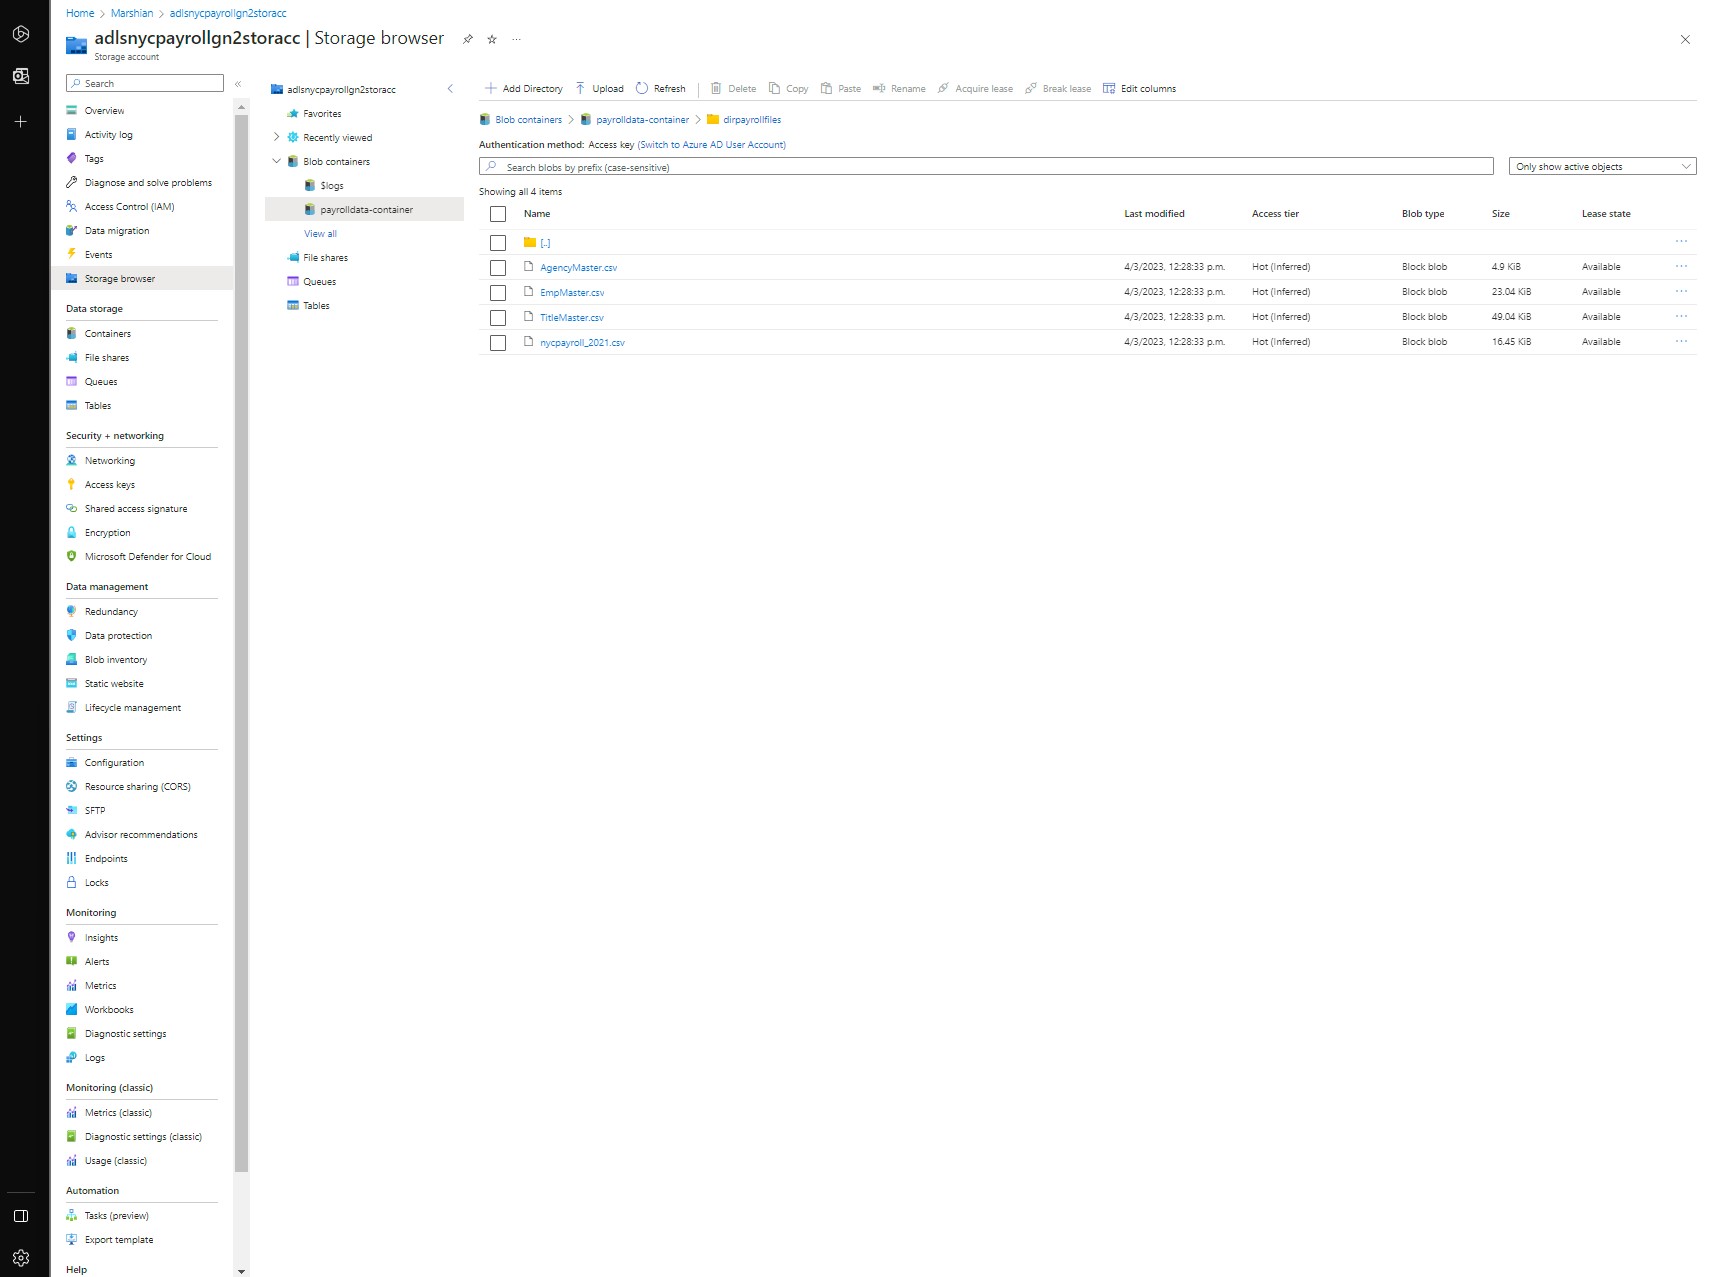 Home > Marshian > adlsnycpayrollgn2storacc
adlsnycpayrollgn2storacc | Storage browser
Storage account
Search
Overview
Activity log
Tags
Diagnose and solve problems
Access Control (IAM)
Data migration
Events
Storage browser
Data storage
Containers
File shares
Queues
Tables
Security + networking
Networking
Access keys
Shared access signature
Encryption
Microsoft Defender for Cloud
Data management
Redundancy
Data protection
Blob inventory
Static website
Lifecycle management
Settings
Configuration
Resource sharing (CORS)
SFTP
Advisor recommendations
Endpoints
Locks
Monitoring
Insights
Alerts
Metrics
Workbooks
Diagnostic settings
Logs
Monitoring (classic)
Metrics (classic)
Diagnostic settings (classic)
Usage (classic)
Automation
Tasks (preview)
Export template
Help
adlsnycpayrollgn2storacc
Favorites
Recently viewed
Blob containers
$logs
payrolldata-container
View all
File shares
Queues
Tables
Add Directory Upload Refresh Delete Copy Paste Rename Acquire lease Break lease Edit columns
Blob containers > payrolldata-container > dirpayrollfiles
Authentication method: Access key (Switch to Azure AD User Account)
Search blobs by prefix (case-sensitive) Only show active objects
Showing all 4 items
Name Last modified Access tier Blob type Size Lease state
[..]
AgencyMaster.csv 4/3/2023, 12:28:33 p.m. Hot (Inferred) Block blob 4.9 KiB Available
EmpMaster.csv 4/3/2023, 12:28:33 p.m. Hot (Inferred) Block blob 23.04 KiB Available
TitleMaster.csv 4/3/2023, 12:28:33 p.m. Hot (Inferred) Block blob 49.04 KiB Available
nycpayroll_2021.csv 4/3/2023, 12:28:33 p.m. Hot (Inferred) Block blob 16.45 KiB Available